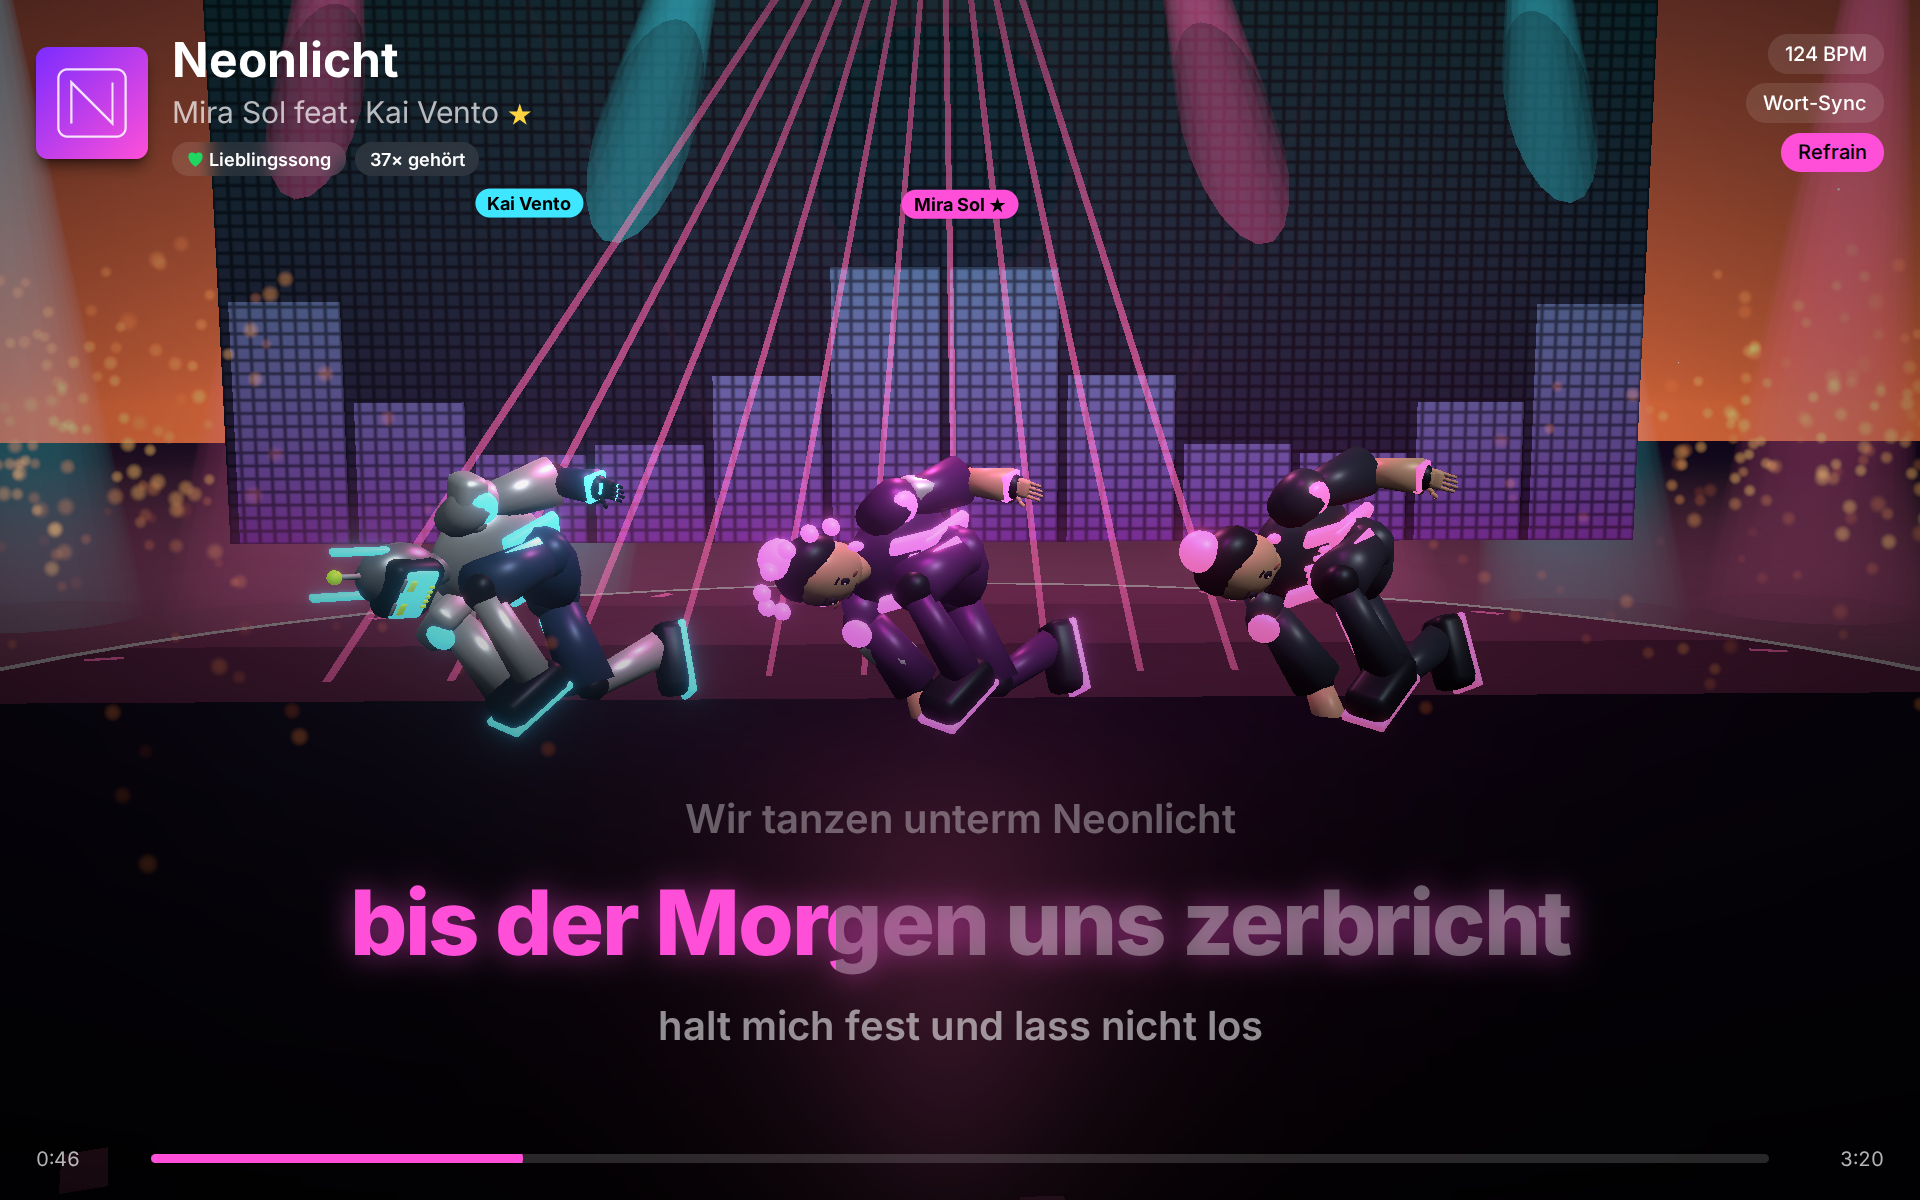 Neonlicht
Mira Sol feat. Kai Vento ★
Lieblingssong
37× gehört
124 BPM
Wort-Sync
Refrain
Kai Vento
Mira Sol ★
Wir tanzen unterm Neonlicht
bis der Morgen uns zerbricht
halt mich fest und lass nicht los
0:46
3:20